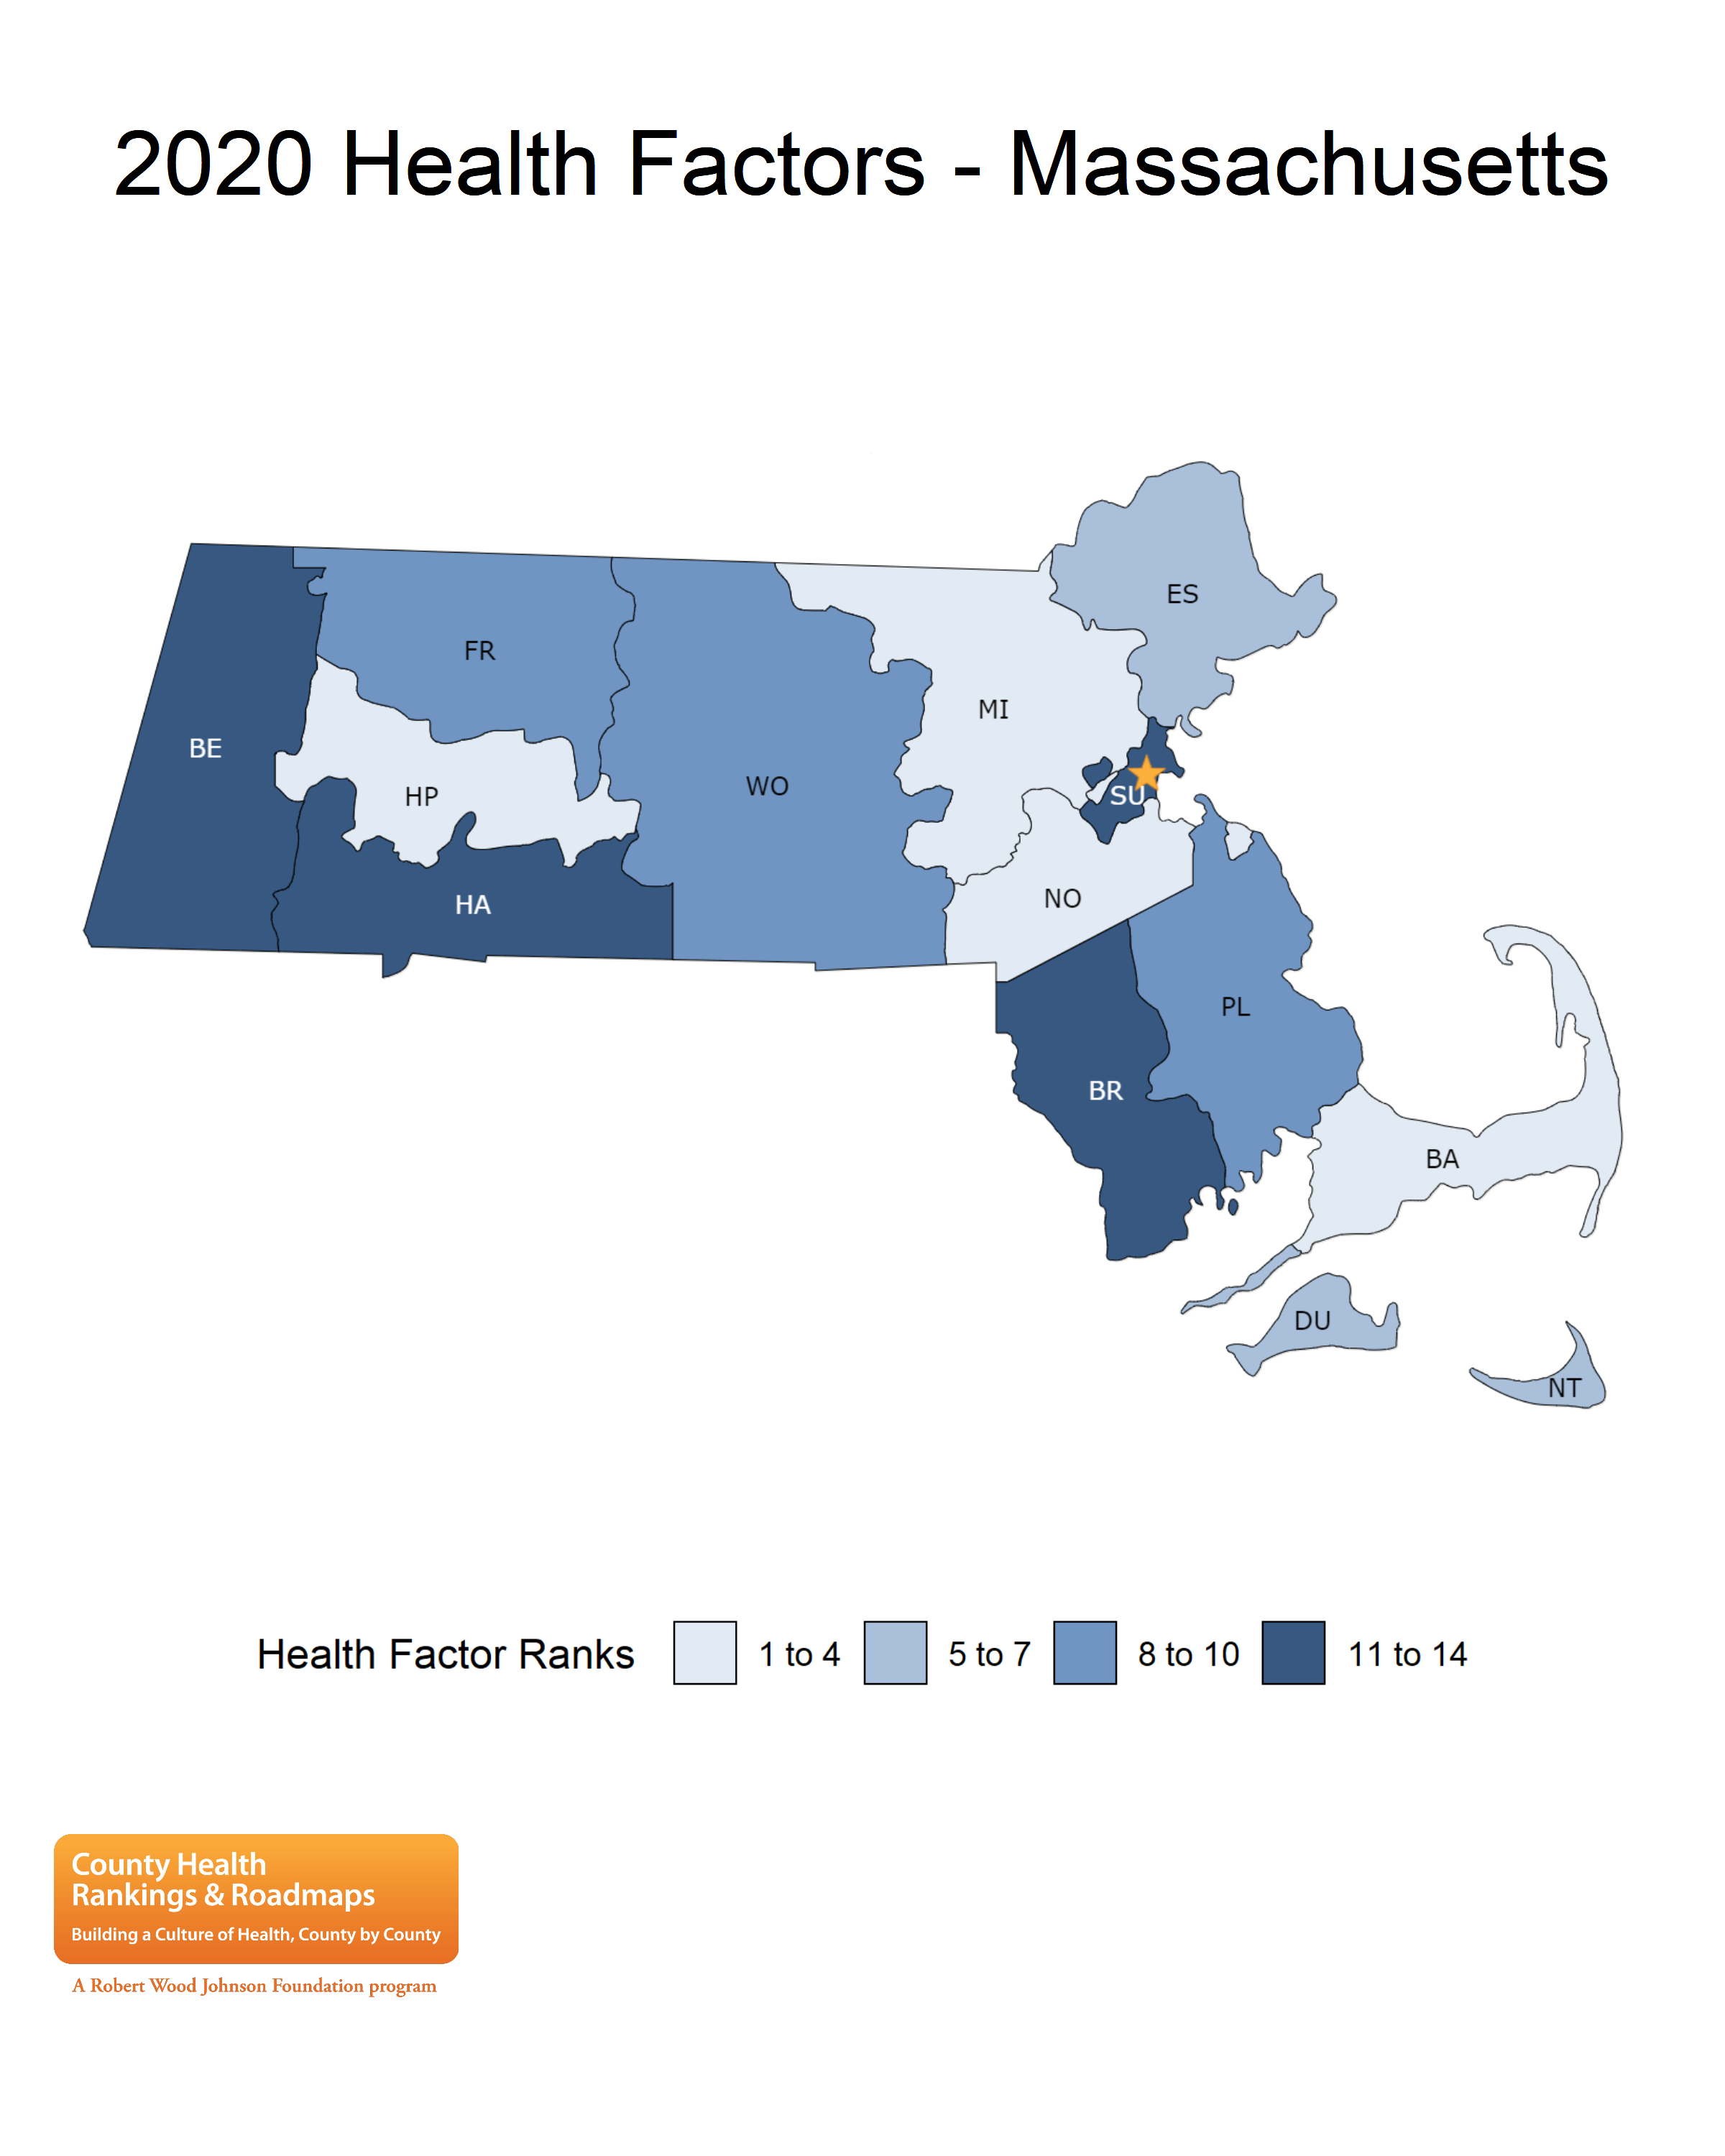 2020 Health Factors - Massachusetts
ES
FR
MI
BE
SU
WO
HP
NO
HA
PL
BR
BA
DU
NT
Health Factor Ranks 1 to 4 5 to 7 8 to 10 11 to 14
County Health
Rankings & Roadmaps
Building a Culture of Health, County by County
A Robert Wood Johnson Foundation program